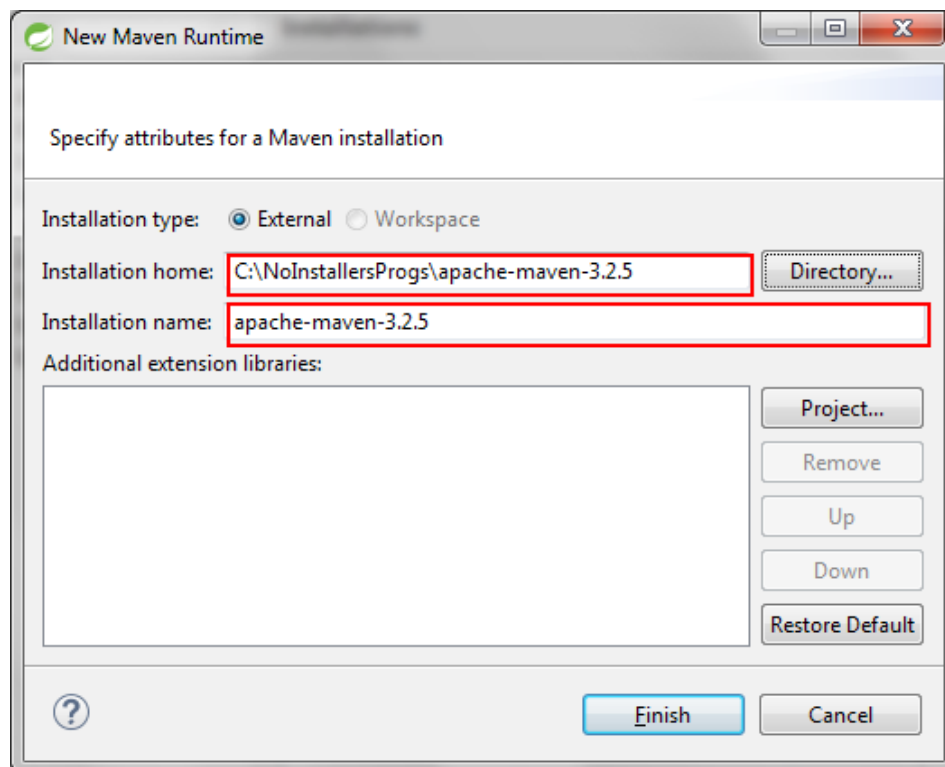 New Maven Runtime
Specify attributes for a Maven installation
Installation type: External Workspace
Installation home: C:\NoInstallersProgs\apache-maven-3.2.5 Directory...
Installation name: apache-maven-3.2.5
Additional extension libraries:
Project...
Remove
Up
Down
Restore Default
? Finish Cancel